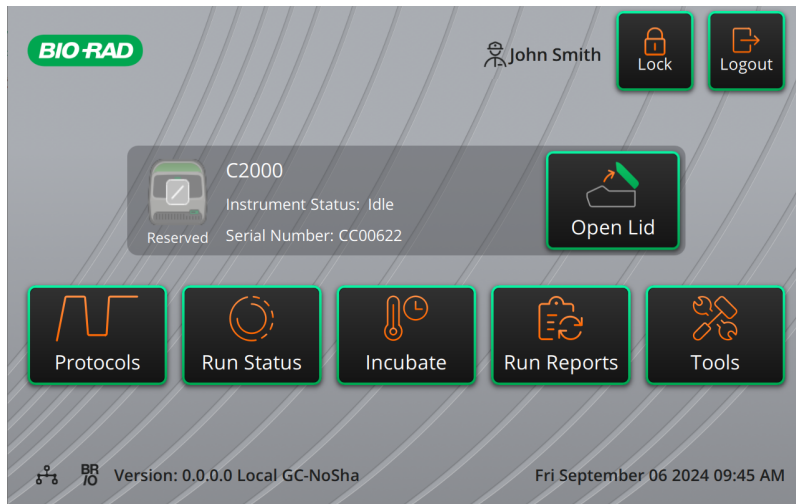 BIO-RAD
John Smith
Lock
Logout
C2000
Instrument Status: Idle
Reserved
Serial Number: CC00622
Open Lid
Protocols
Run Status
Incubate
Run Reports
Tools
BR
IO
Version: 0.0.0.0 Local GC-NoSha
Fri September 06 2024 09:45 AM